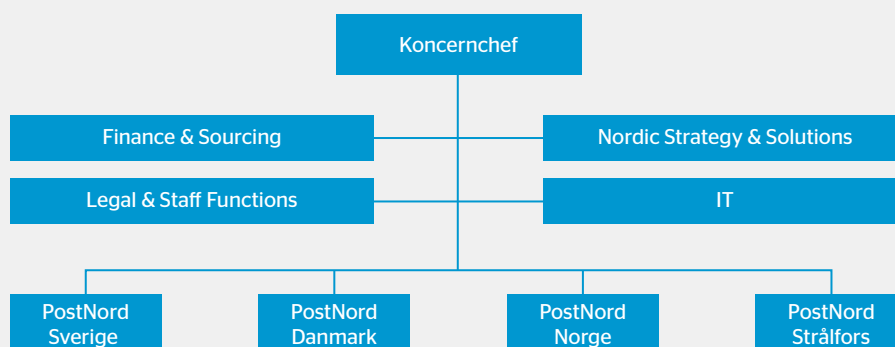 Koncernchef
Finance & Sourcing
Nordic Strategy & Solutions
Legal & Staff Functions
IT
PostNord
Sverige
PostNord
Danmark
PostNord
Norge
PostNord
Strålfors